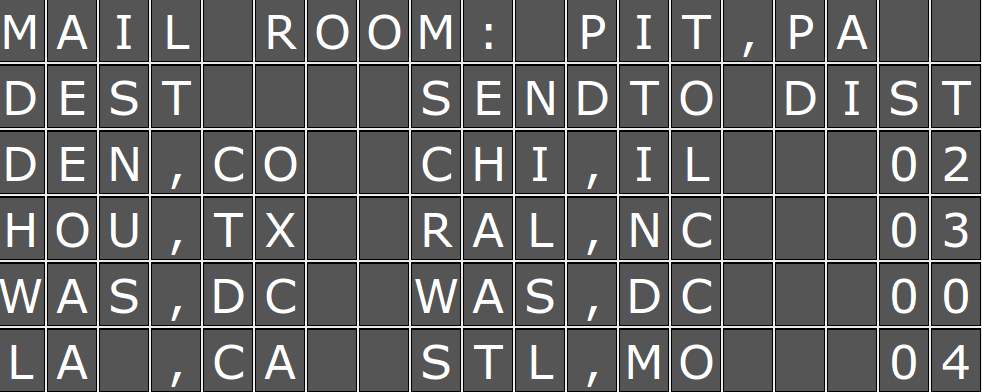 MAIL ROOM: PIT,PA
DEST     SENDTO DIST
DEN,CO  CHI,IL   02
HOU,TX  RAL,NC   03
WAS,DC  WAS,DC   00
LA ,CA  STL,MO   04